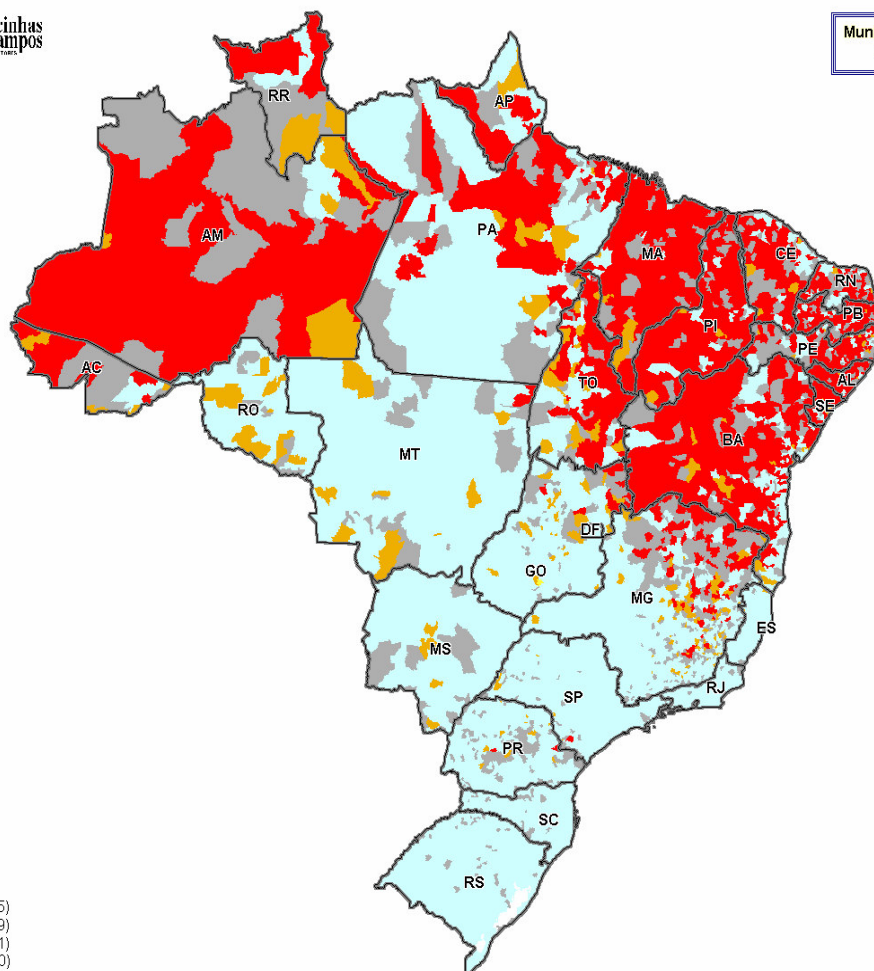 cinhas
ampos
Mun
RR
AP
AM
PA
MA
CE
RN
PB
PI
PE
AC
TO
AL
SE
RO
BA
MT
DF
GO
MG
ES
MS
RJ
SP
PR
SC
RS
5)
9)
1)
0)